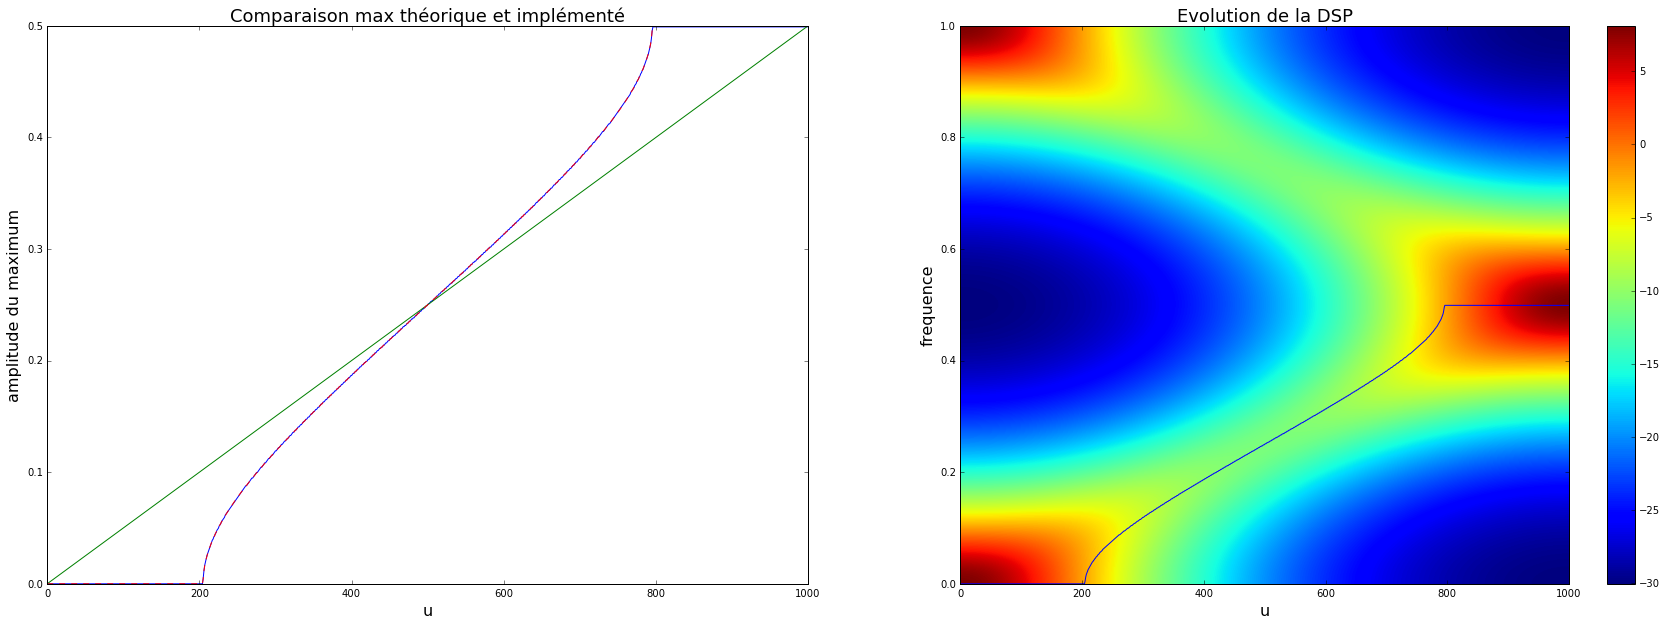 Comparaison max théorique et implémenté
amplitude du maximum
0.5
0.4
0.3
0.2
0.1
0.0
0 200 400 600 800 1000
u
Evolution de la DSP
frequence
1.0
0.8
0.6
0.4
0.2
0.0
0 200 400 600 800 1000
u
5
0
−5
−10
−15
−20
−25
−30